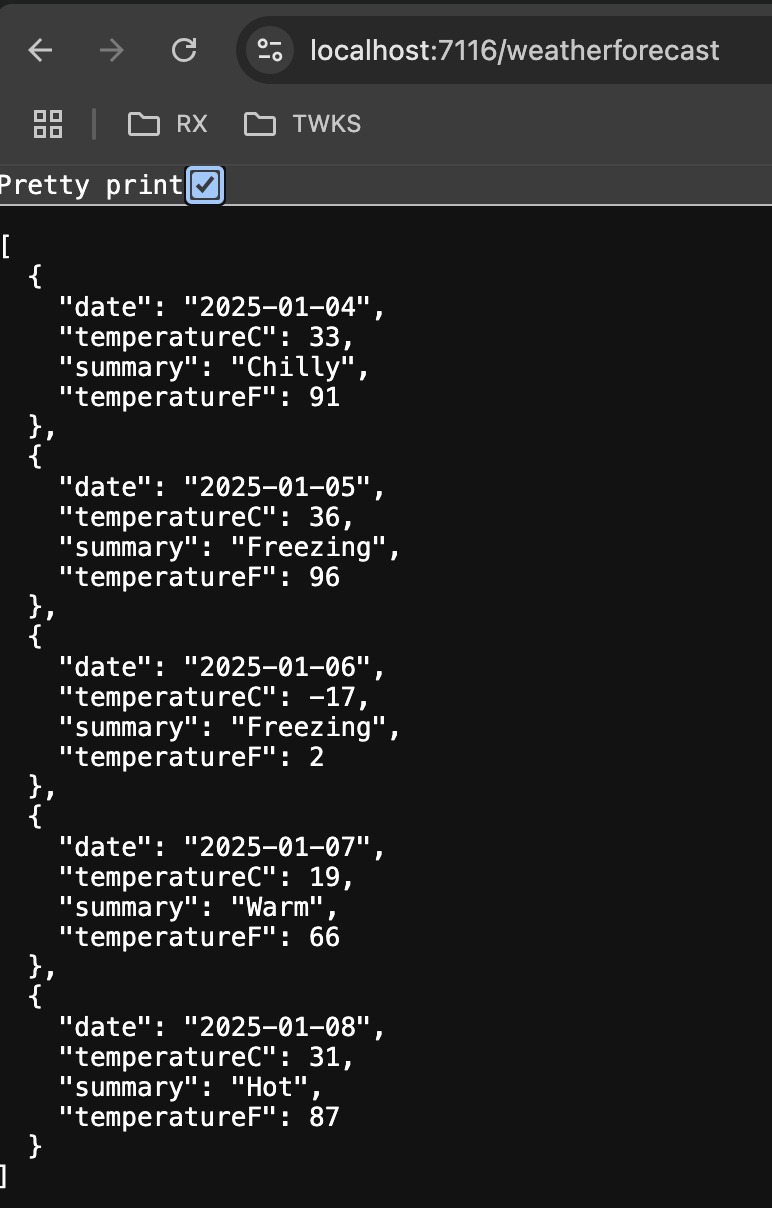 localhost:7116/weatherforecast
RX TWKS
Pretty print
[
  {
    "date": "2025-01-04",
    "temperatureC": 33,
    "summary": "Chilly",
    "temperatureF": 91
  },
  {
    "date": "2025-01-05",
    "temperatureC": 36,
    "summary": "Freezing",
    "temperatureF": 96
  },
  {
    "date": "2025-01-06",
    "temperatureC": -17,
    "summary": "Freezing",
    "temperatureF": 2
  },
  {
    "date": "2025-01-07",
    "temperatureC": 19,
    "summary": "Warm",
    "temperatureF": 66
  },
  {
    "date": "2025-01-08",
    "temperatureC": 31,
    "summary": "Hot",
    "temperatureF": 87
  }
]